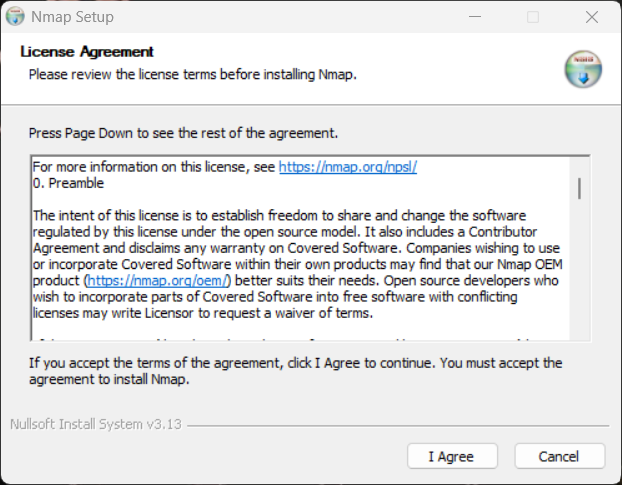 Nmap Setup
License Agreement
Please review the license terms before installing Nmap.
Press Page Down to see the rest of the agreement.
For more information on this license, see https://nmap.org/npsl/
0. Preamble
The intent of this license is to establish freedom to share and change the software
regulated by this license under the open source model. It also includes a Contributor
Agreement and disclaims any warranty on Covered Software. Companies wishing to use
or incorporate Covered Software within their own products may find that our Nmap OEM
product (https://nmap.org/oem/) better suits their needs. Open source developers who
wish to incorporate parts of Covered Software into free software with conflicting
licenses may write Licensor to request a waiver of terms.
If you accept the terms of the agreement, click I Agree to continue. You must accept the
agreement to install Nmap.
Nullsoft Install System v3.13
I Agree
Cancel